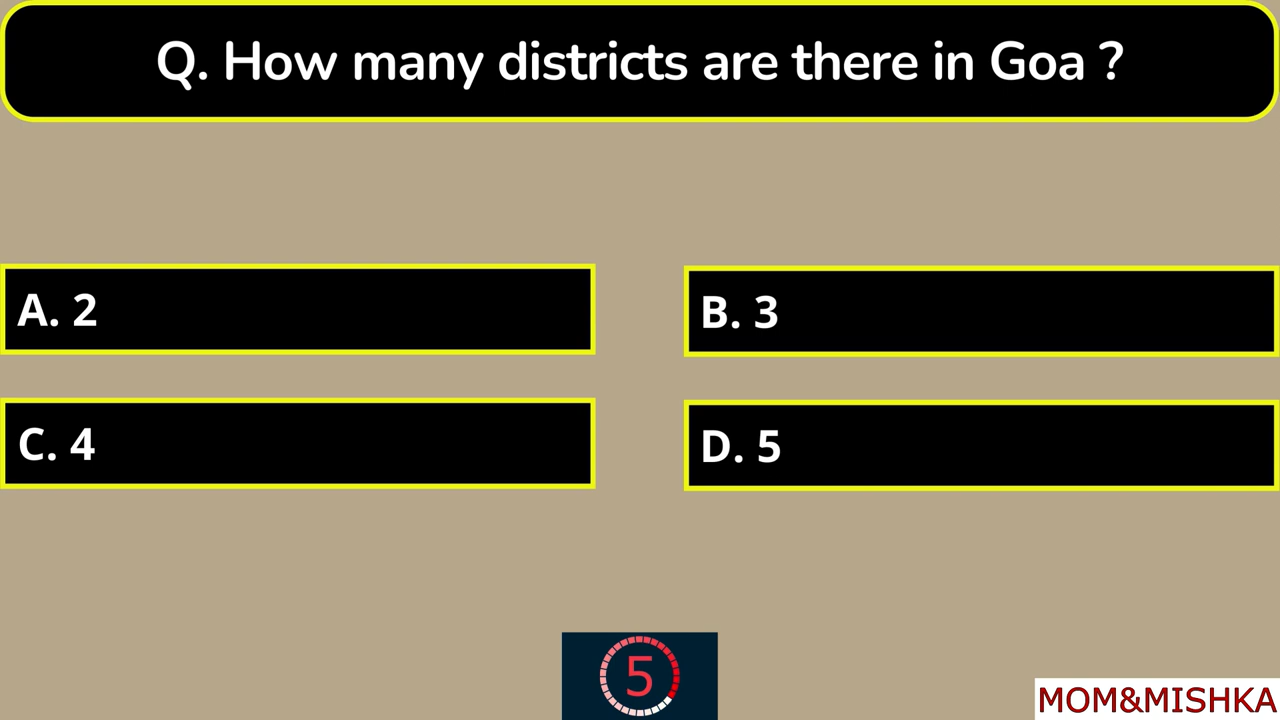 Q. How many districts are there in Goa ?
A. 2
B. 3
C. 4
D. 5
5
MOM&MISHKA